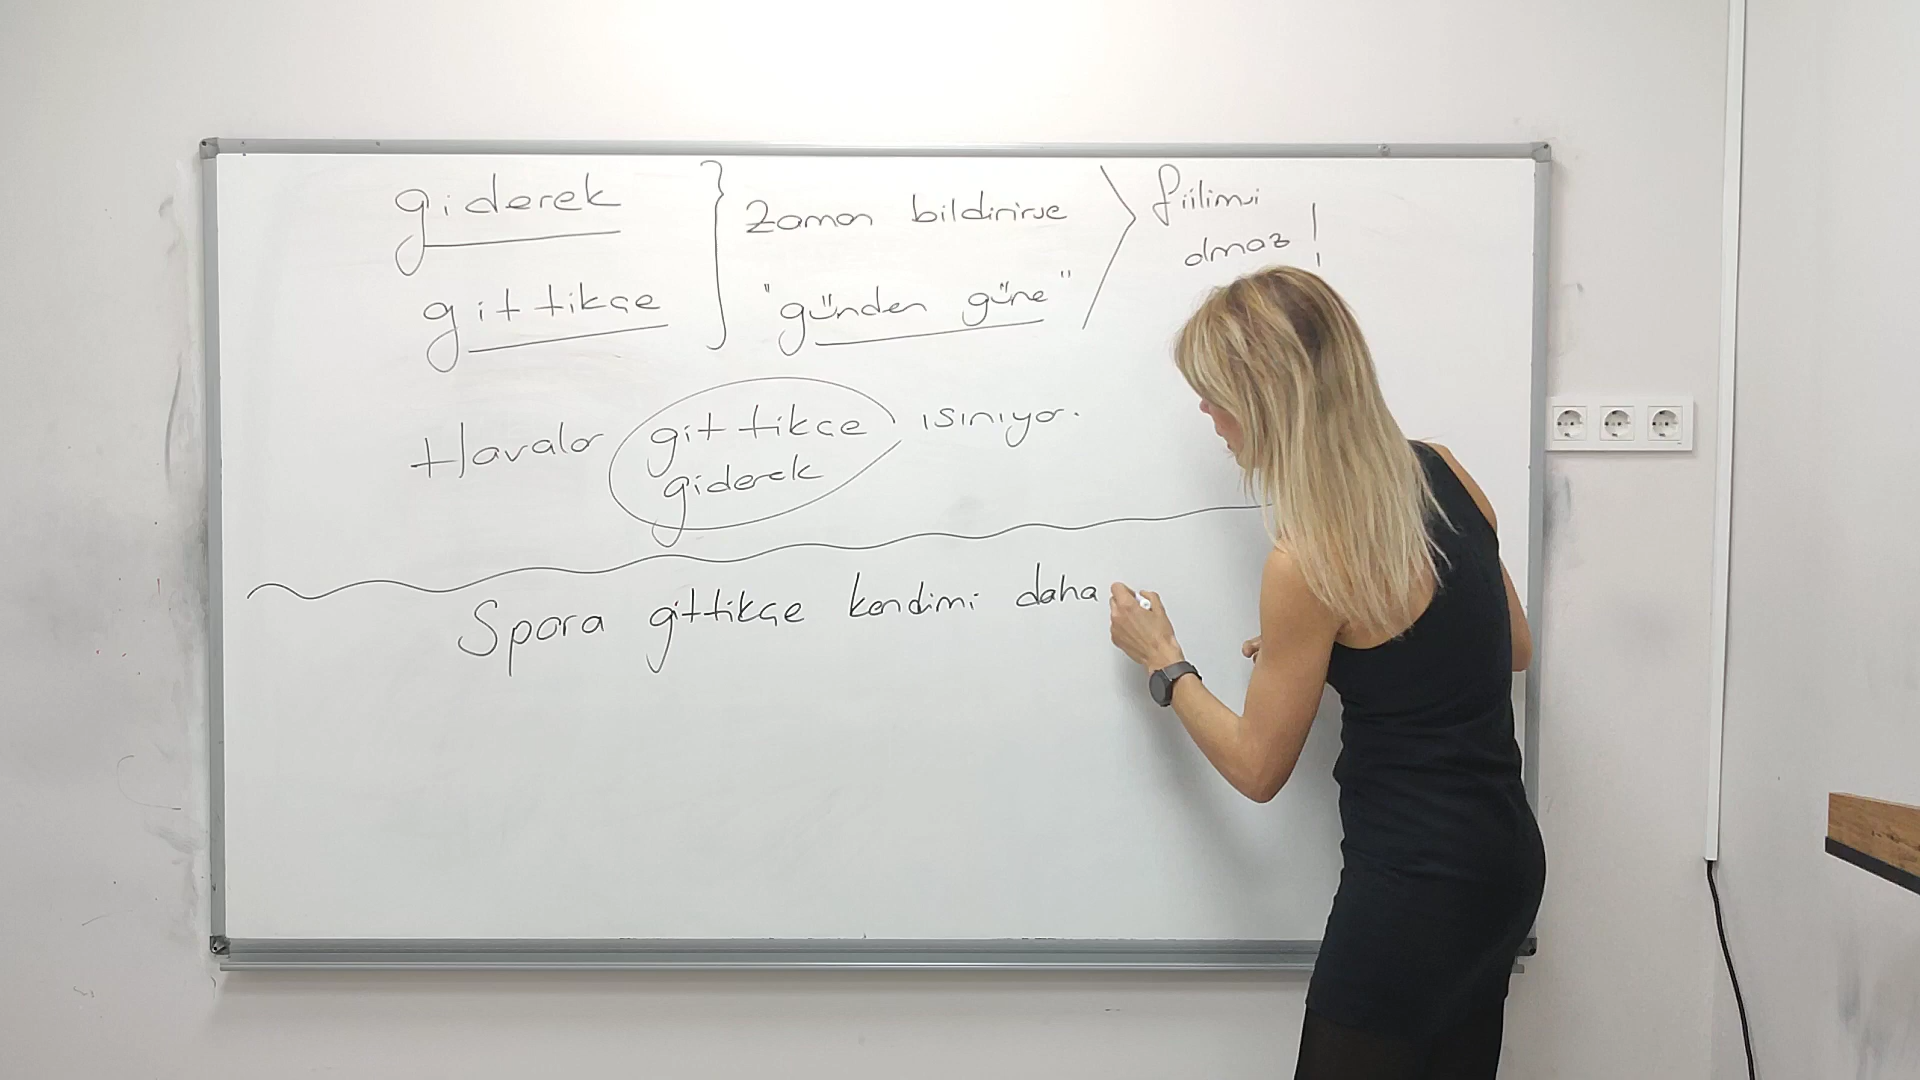 giderek
gittikçe
} Zaman bildirirse
"günden güne"
> fiilimsi
olmaz!
Havalar gittikçe ısınıyor.
giderek
Spora gittikçe kendimi daha